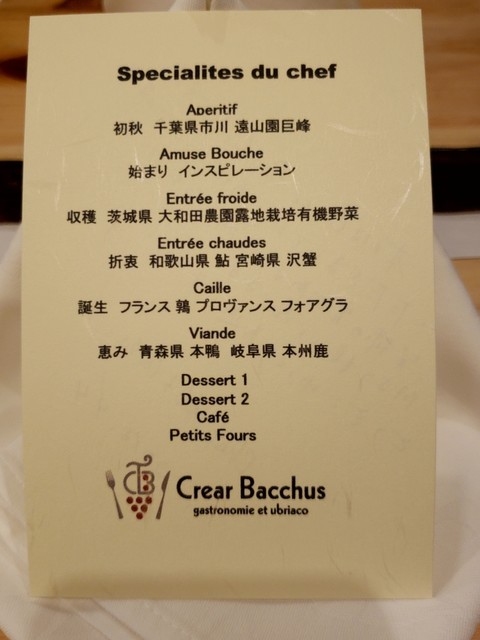 Specialites du chef
Aperitif
初秋 千葉県市川 遠山園巨峰
Amuse Bouche
始まり インスピレーション
Entrée froide
収穫 茨城県 大和田農園露地栽培有機野菜
Entrée chaudes
折衷 和歌山県 鮎 宮崎県 沢蟹
Caille
誕生 フランス 鶉 プロヴァンス フォアグラ
Viande
恵み 青森県 本鴨 岐阜県 本州鹿
Dessert 1
Dessert 2
Café
Petits Fours
CB
Crear Bacchus
gastronomie et ubriaco